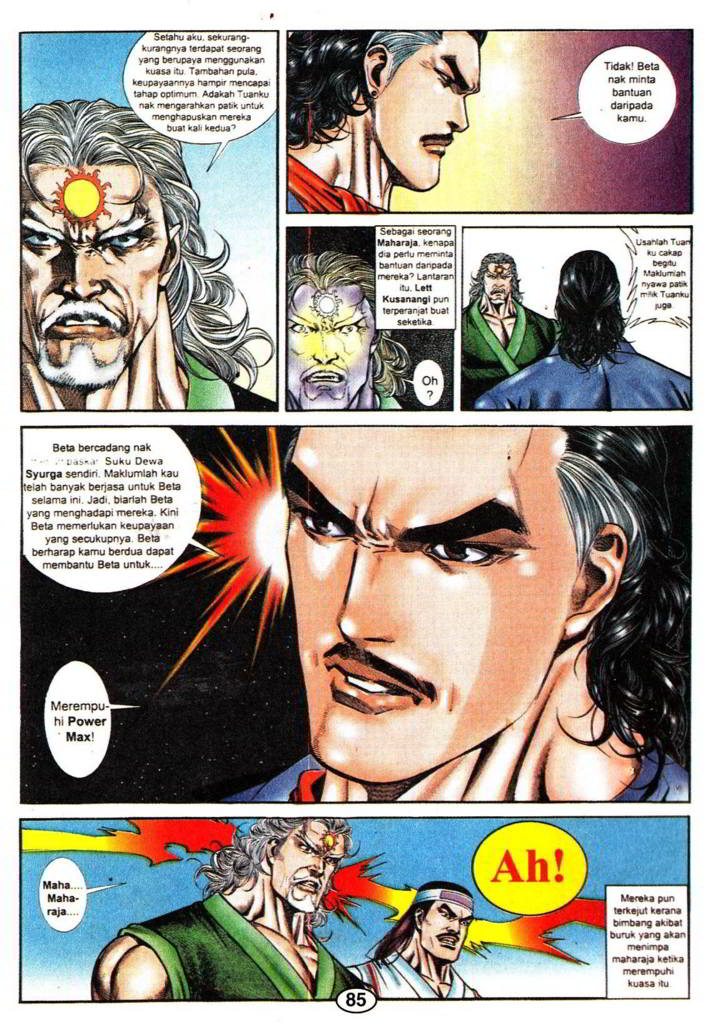 Setahu aku, sekurang-
kurangnya terdapat seorang
yang berupaya menggunakan
kuasa itu. Tambahan pula,
keupayaannya hampir mencapai
tahap optimum. Adakah Tuanku
nak mengarahkan patik untuk
menghapuskan mereka
buat kali kedua?
Tidak! Beta
nak minta
bantuan
daripada
kamu.
Sebagai seorang
Maharaja, kenapa
dia perlu meminta
bantuan daripada
mereka? Lantaran
itu, Lett
Kusanangi pun
terperanjat buat
seketika.
Oh
?
Usahlah Tuan
ku cakap
begitu.
Maklumlah
nyawa patik
milik Tuanku
juga.
Beta bercadang nak
Suku Dewa
Syurga sendiri. Maklumlah kau
telah banyak berjasa untuk Beta
selama ini. Jadi, biarlah Beta
yang menghadapi mereka. Kini
Beta memerlukan keupayaan
yang secukupnya. Beta
berharap kamu berdua dapat
membantu Beta untuk....
Merempu-
hi Power
Max!
Maha....
Maha-
raja....
Ah!
Mereka pun
terkejut kerana
bimbang akibat
buruk yang akan
menimpa
maharaja ketika
merempuhi
kuasa itu.
85